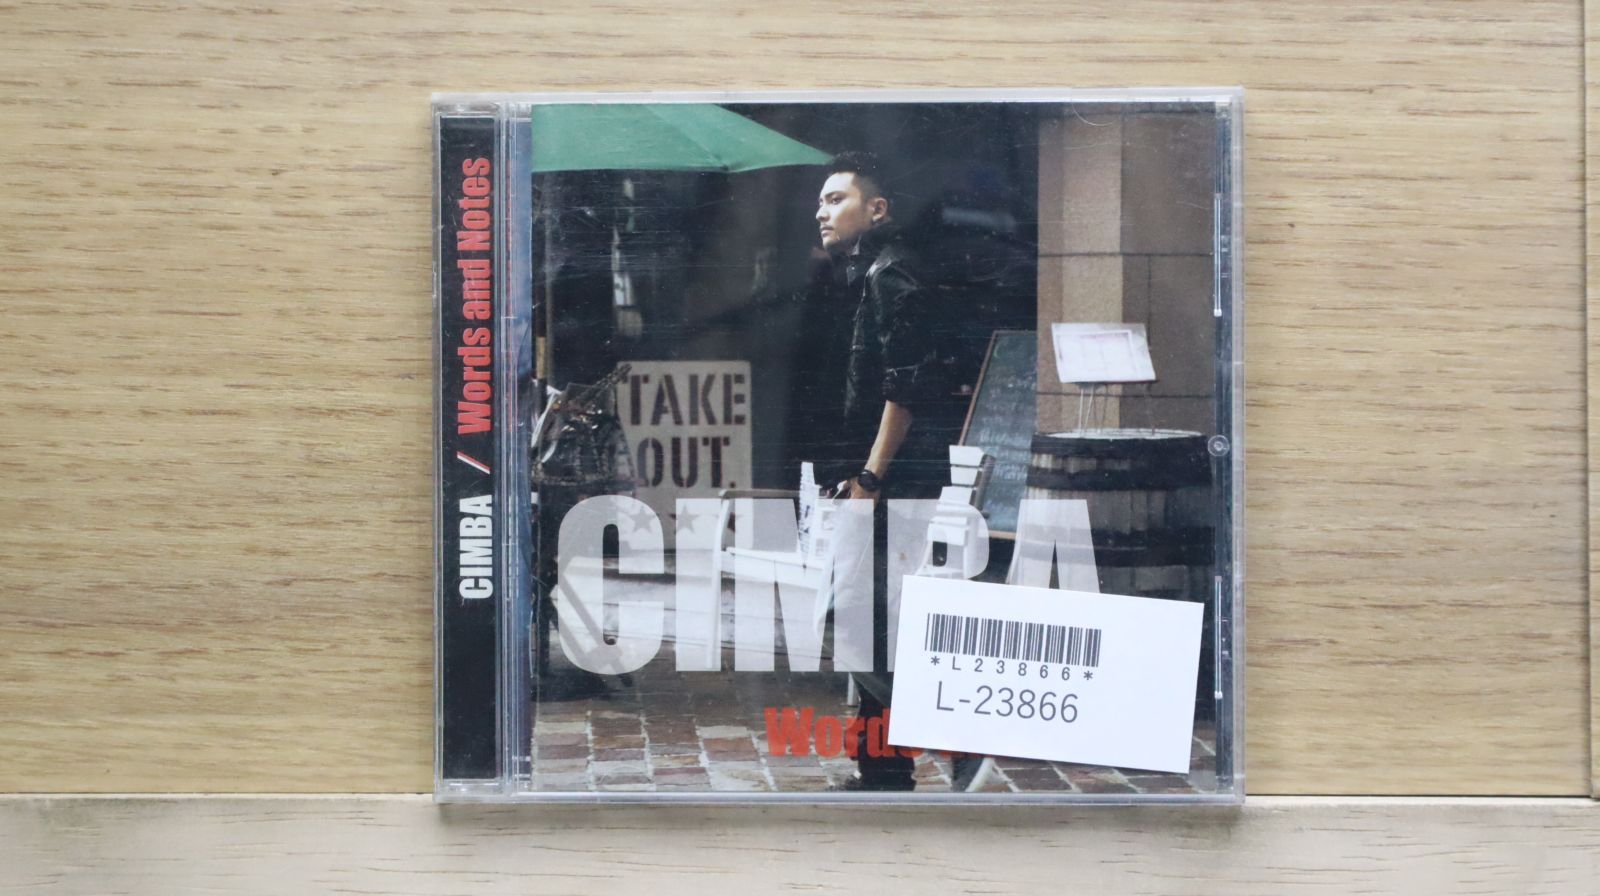 CIMBA / Words and Notes
TAKE
OUT.
CIMBA
Words
*L23866*
L-23866